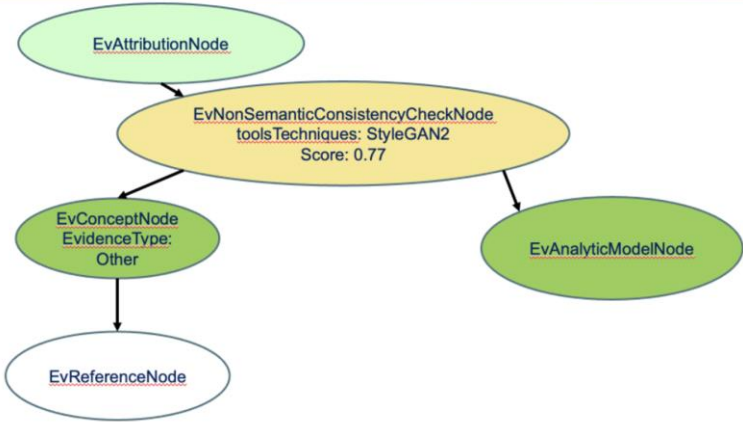 EvAttributionNode
EvNonSemanticConsistencyCheckNode
toolsTechniques: StyleGAN2
Score: 0.77
EvConceptNode
EvidenceType:
Other
EvAnalyticModelNode
EvReferenceNode